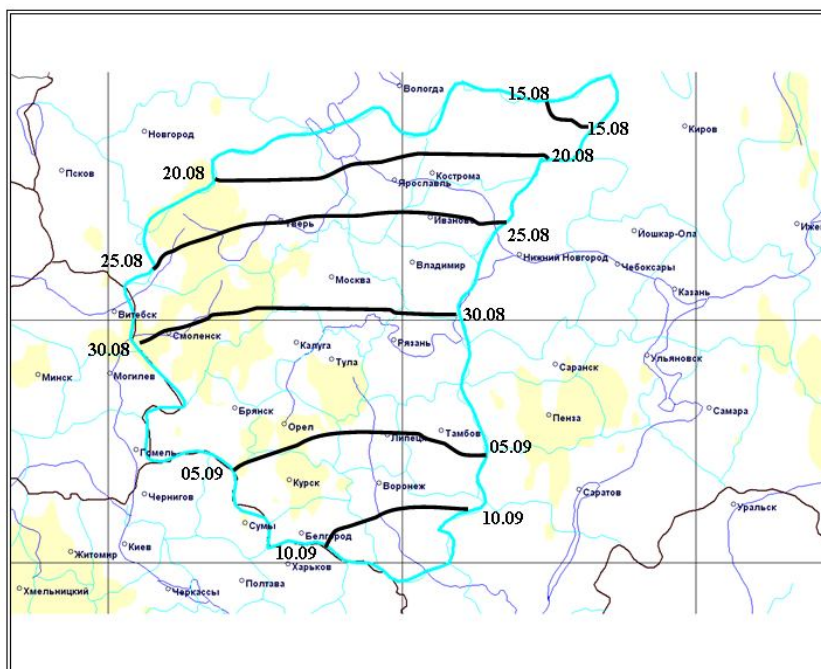 Вологда
15.08
15.08
Новгород
Киров
20.08
Псков
20.08
Кострома
Ярославль
Тверь
Иваново
25.08
Йошкар-Ола
Иже
25.08
Владимир
Нижний Новгород
Чебоксары
Москва
Казань
Витебск
30.08
Смоленск
30.08
Калуга
Рязань
Тула
Ульяновск
Саранск
Минск
Могилев
Самара
Брянск
Пенза
Орел
Липецк
Тамбов
05.09
Гомель
05.09
Курск
Воронеж
Саратов
Чернигов
Уральск
10.09
Сумы
Белгород
10.09
Киев
Житомир
Харьков
Полтава
Хмельницкий
Черкассы